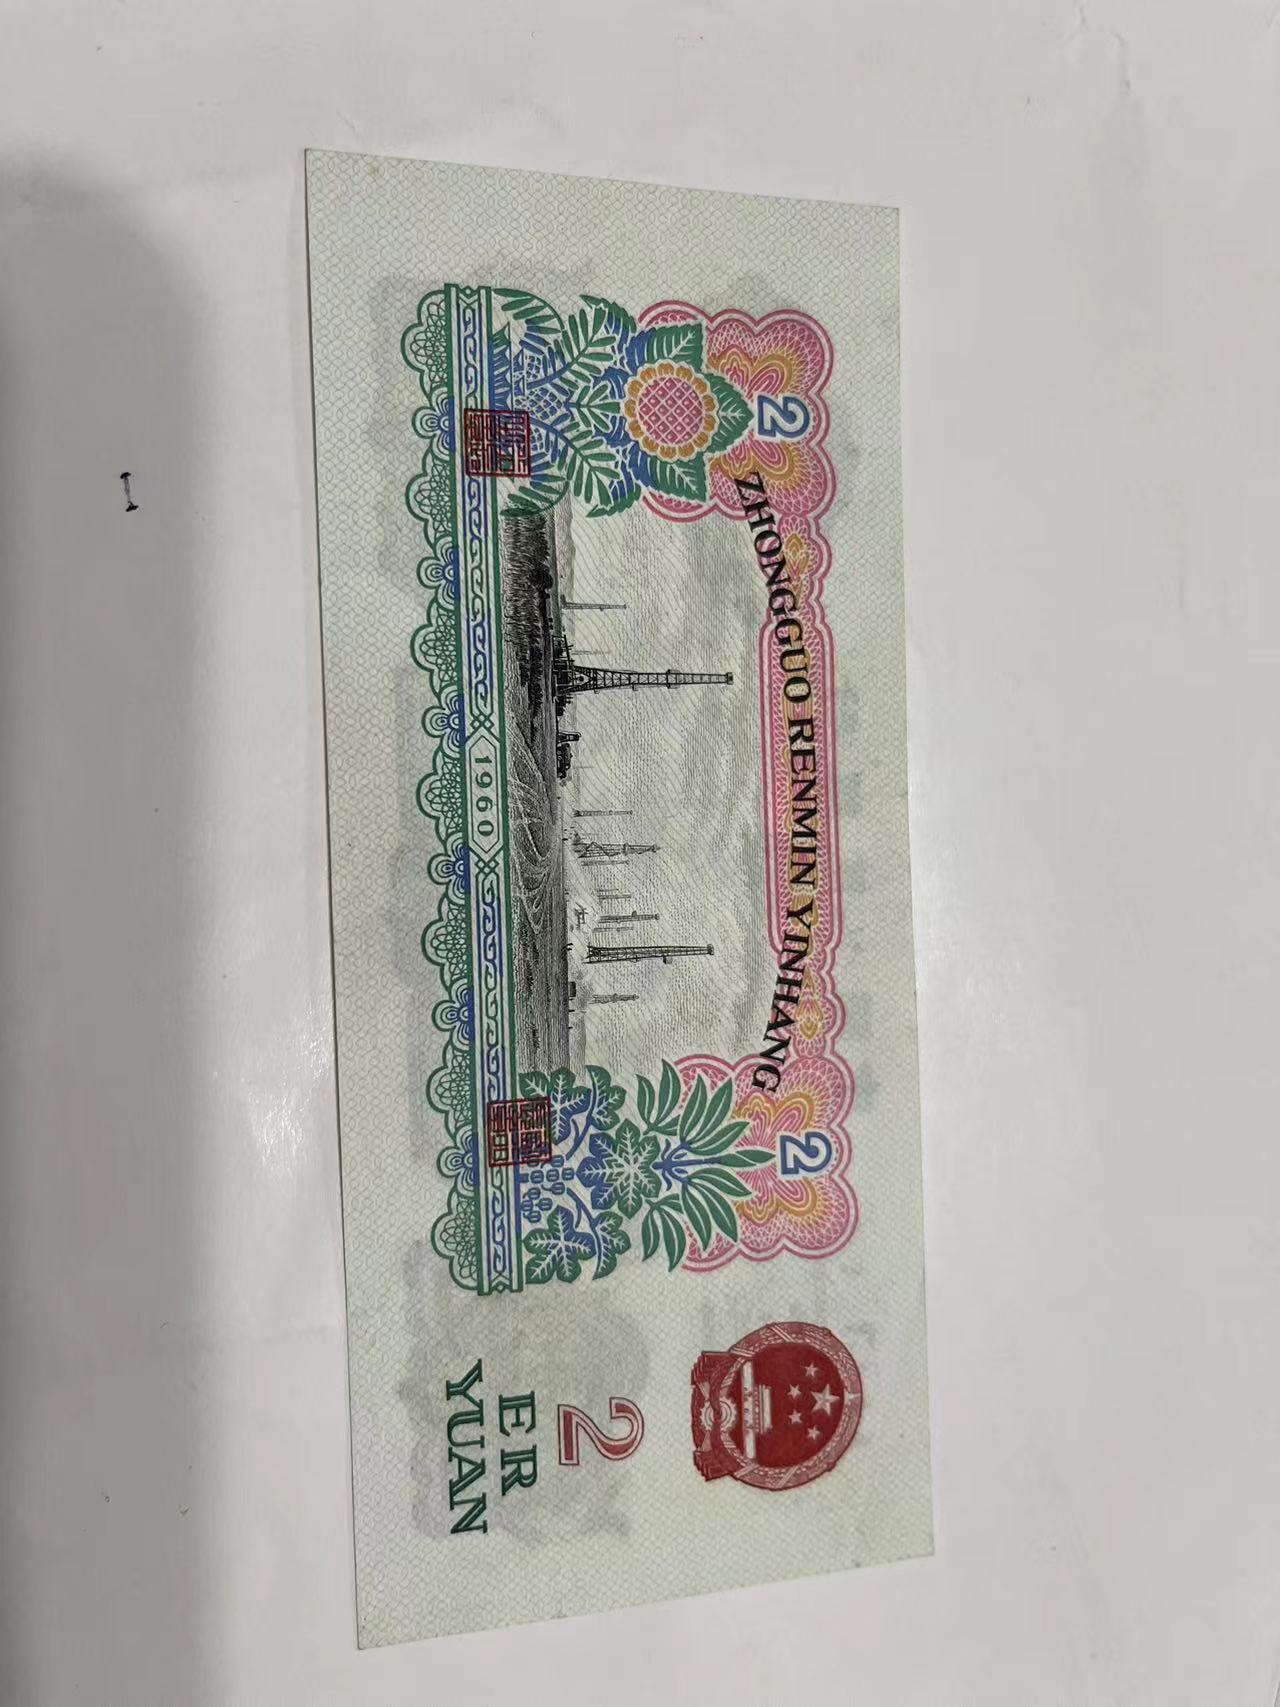 ZHONGGUO RENMIN YINHANG
2
2
1960
2
ER
YUAN